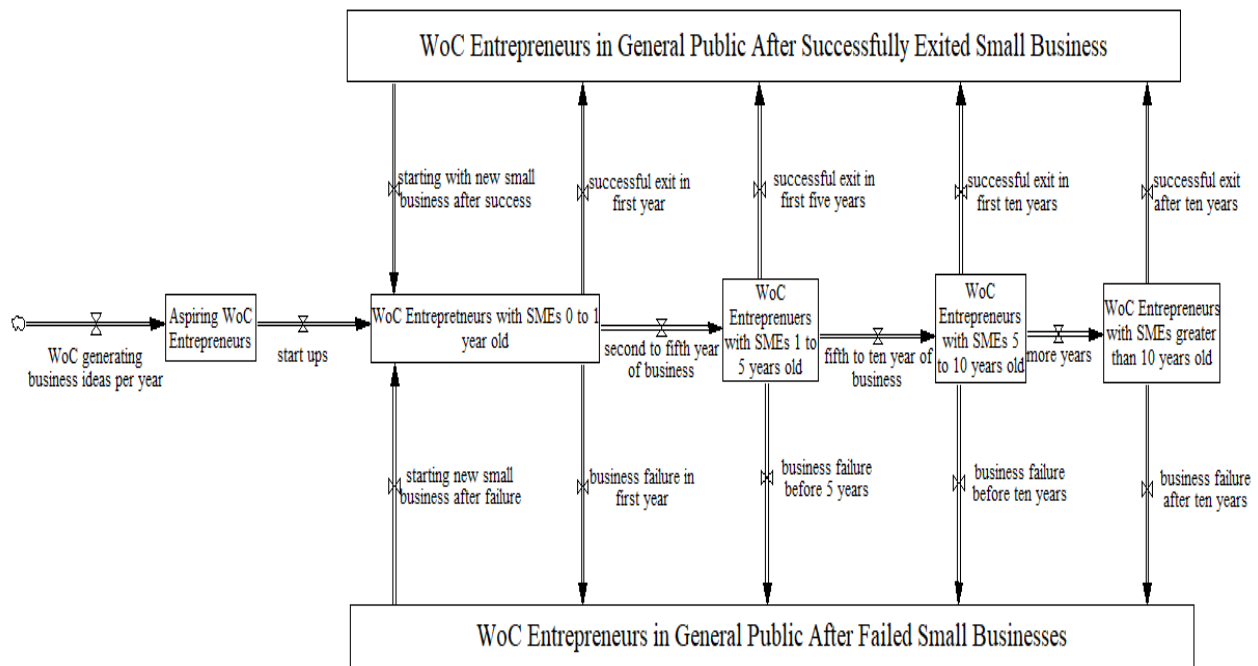 WoC Entrepreneurs in General Public After Successfully Exited Small Business
starting with new small
business after success
successful exit in
first year
successful exit in
first five years
successful exit in
first ten years
successful exit
after ten years
WoC generating
business ideas per year
Aspiring WoC
Entrepreneurs
start ups
WoC Entrepretneurs with SMEs 0 to 1
year old
second to fifth year
of business
WoC
Entreprenuers
with SMEs 1 to
5 years old
fifth to ten year of
business
WoC
Entrepreneurs
with SMEs 5
to 10 years old
more years
WoC Entrepreneurs
with SMEs greater
than 10 years old
starting new small
business after failure
business failure in
first year
business failure
before 5 years
business failure
before ten years
business failure
after ten years
WoC Entrepreneurs in General Public After Failed Small Businesses